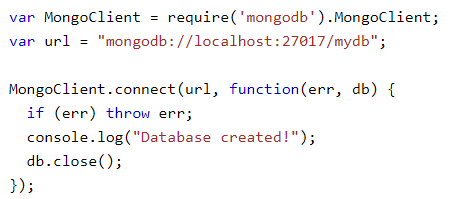 var MongoClient = require('mongodb').MongoClient;
var url = "mongodb://localhost:27017/mydb";
MongoClient.connect(url, function(err, db) {
  if (err) throw err;
  console.log("Database created!");
  db.close();
});